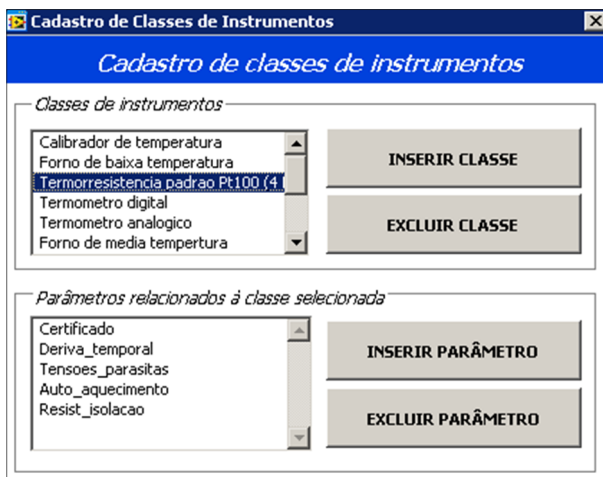 Cadastro de Classes de Instrumentos
Cadastro de classes de instrumentos
Classes de instrumentos
Calibrador de temperatura
Forno de baixa temperatura
Termorresistencia padrao Pt100 (4
Termometro digital
Termometro analogico
Forno de media tempertura
INSERIR CLASSE
EXCLUIR CLASSE
Parâmetros relacionados à classe selecionada
Certificado
Deriva_temporal
Tensoes_parasitas
Auto_aquecimento
Resist_isolacao
INSERIR PARÂMETRO
EXCLUIR PARÂMETRO